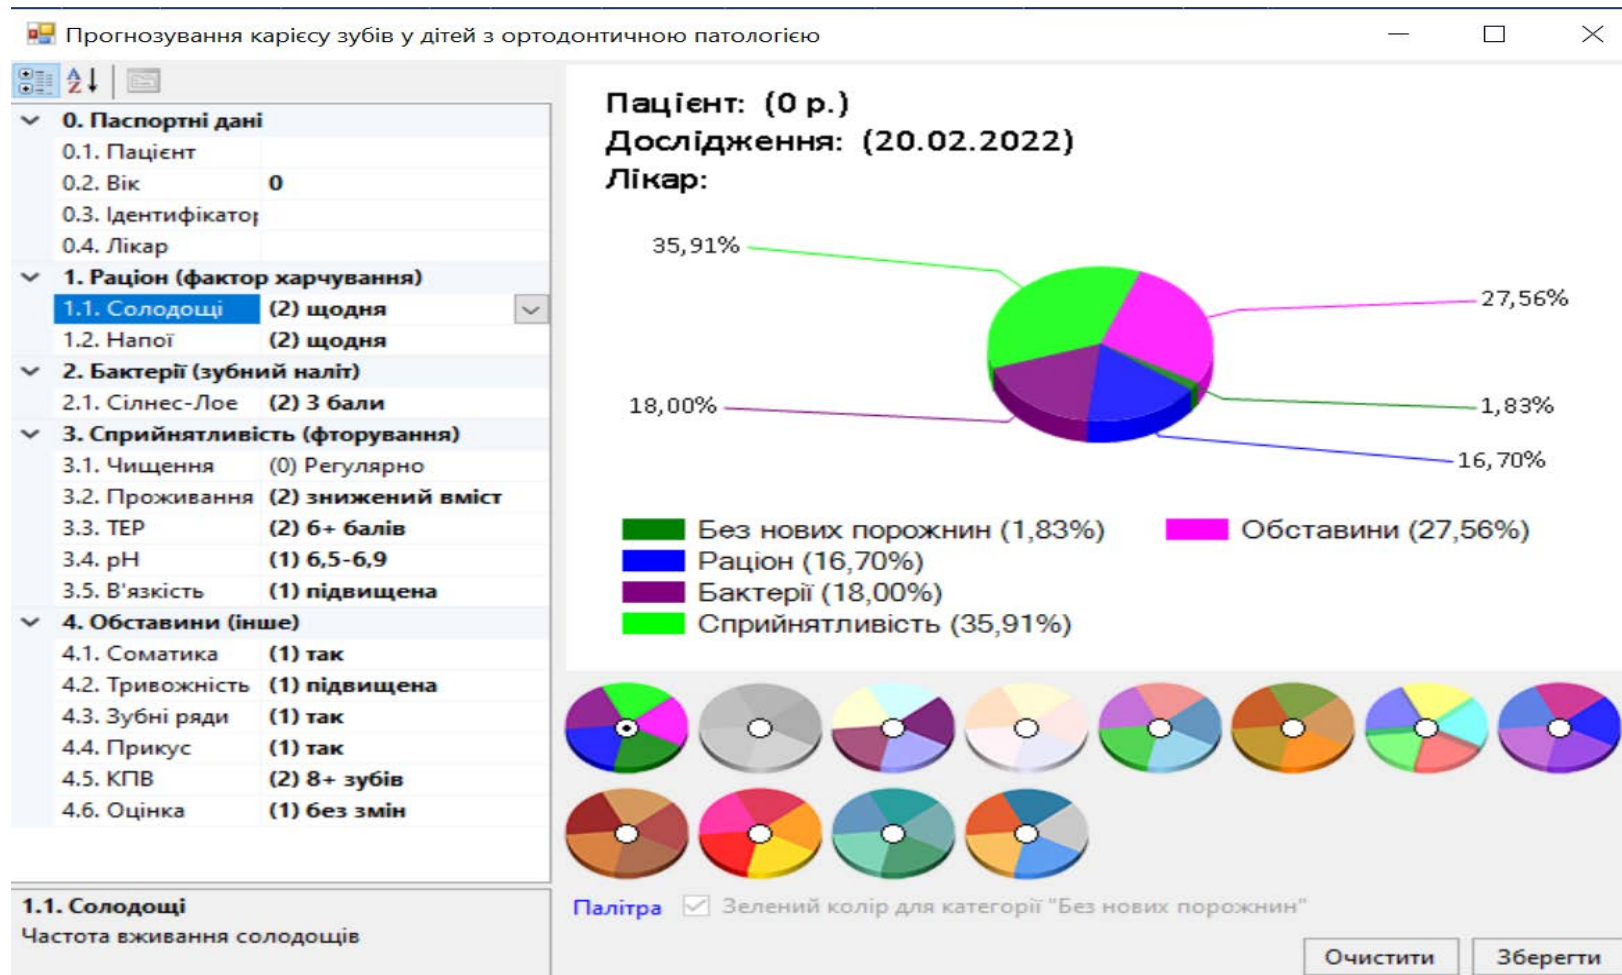 Прогнозування карієсу зубів у дітей з ортодонтичною патологією
0. Паспортні дані
0.1. Пацієнт
0.2. Вік 0
0.3. Ідентифікатор
0.4. Лікар
1. Раціон (фактор харчування)
1.1. Солодощі (2) щодня
1.2. Напої (2) щодня
2. Бактерії (зубний наліт)
2.1. Сілнес-Лое (2) 3 бали
3. Сприйнятливість (фторування)
3.1. Чищення (0) Регулярно
3.2. Проживання (2) знижений вміст
3.3. ТЕР (2) 6+ балів
3.4. pH (1) 6,5-6,9
3.5. В'язкість (1) підвищена
4. Обставини (інше)
4.1. Соматика (1) так
4.2. Тривожність (1) підвищена
4.3. Зубні ряди (1) так
4.4. Прикус (1) так
4.5. КПВ (2) 8+ зубів
4.6. Оцінка (1) без змін
1.1. Солодощі
Частота вживання солодощів
Пацієнт: (0 р.)
Дослідження: (20.02.2022)
Лікар:
35,91%
27,56%
18,00%
1,83%
16,70%
Без нових порожнин (1,83%)
Обставини (27,56%)
Раціон (16,70%)
Бактерії (18,00%)
Сприйнятливість (35,91%)
Палітра
Зелений колір для категорії "Без нових порожнин"
Очистити
Зберегти